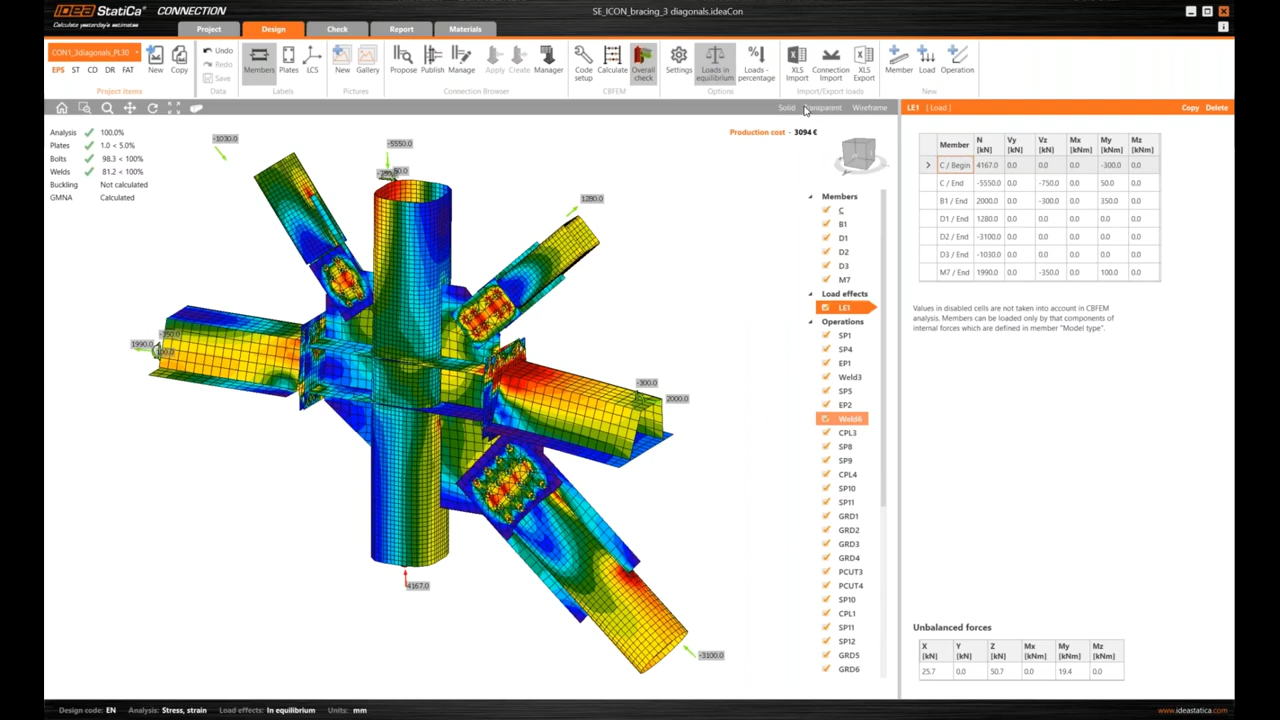 IDEA StatiCa® CONNECTION
Calculate yesterday's estimates
SE_ICON_bracing_3 diagonals.ideaCon
Project Design Check Report Materials
CON1_3diagonals_PL30
EPS ST CD DR FAT
New Copy
Undo
Redo
Save
Members Plates LCS
New Gallery
Propose Publish Manage Apply Create Manager
Code setup Calculate Overall check
Settings Loads in equilibrium Loads - percentage
XLS Import Connection Import XLS Export
Member Load Operation
Project items Data Labels Pictures Connection Browser CBFEM Options Import/Export loads New
Solid Transparent Wireframe
LE1 [ Load ] Copy Delete
Analysis 100.0%
Plates 1.0 < 5.0%
Bolts 98.3 < 100%
Welds 81.2 < 100%
Buckling Not calculated
GMNA Calculated
Production cost - 3094 €
-1030.0
-5550.0
1280.0
1990.0
100.0
-300.0
2000.0
4167.0
-3100.0
Members
C
B1
D1
D2
D3
M7
Load effects
LE1
Operations
SP1
SP4
EP1
Weld3
SP5
EP2
Weld6
CPL3
SP8
SP9
CPL4
SP10
SP11
GRD1
GRD2
GRD3
GRD4
PCUT3
PCUT4
SP10
CPL1
SP11
SP12
GRD5
GRD6
Member N [kN] Vy [kN] Vz [kN] Mx [kNm] My [kNm] Mz [kNm]
C / Begin 4167.0 0.0 0.0 0.0 -300.0 0.0
C / End -5550.0 0.0 -750.0 0.0 50.0 0.0
B1 / End 2000.0 0.0 -300.0 0.0 350.0 0.0
D1 / End 1280.0 0.0 0.0 0.0 0.0 0.0
D2 / End -3100.0 0.0 0.0 0.0 0.0 0.0
D3 / End -1030.0 0.0 0.0 0.0 0.0 0.0
M7 / End 1990.0 0.0 -350.0 0.0 100.0 0.0
Values in disabled cells are not taken into account in CBFEM
analysis. Members can be loaded only by that components of
internal forces which are defined in member "Model type".
Unbalanced forces
X [kN] Y [kN] Z [kN] Mx [kNm] My [kNm] Mz [kNm]
25.7 0.0 50.7 0.0 19.4 0.0
Design code: EN Analysis: Stress, strain Load effects: In equilibrium Units: mm
www.ideastatica.com